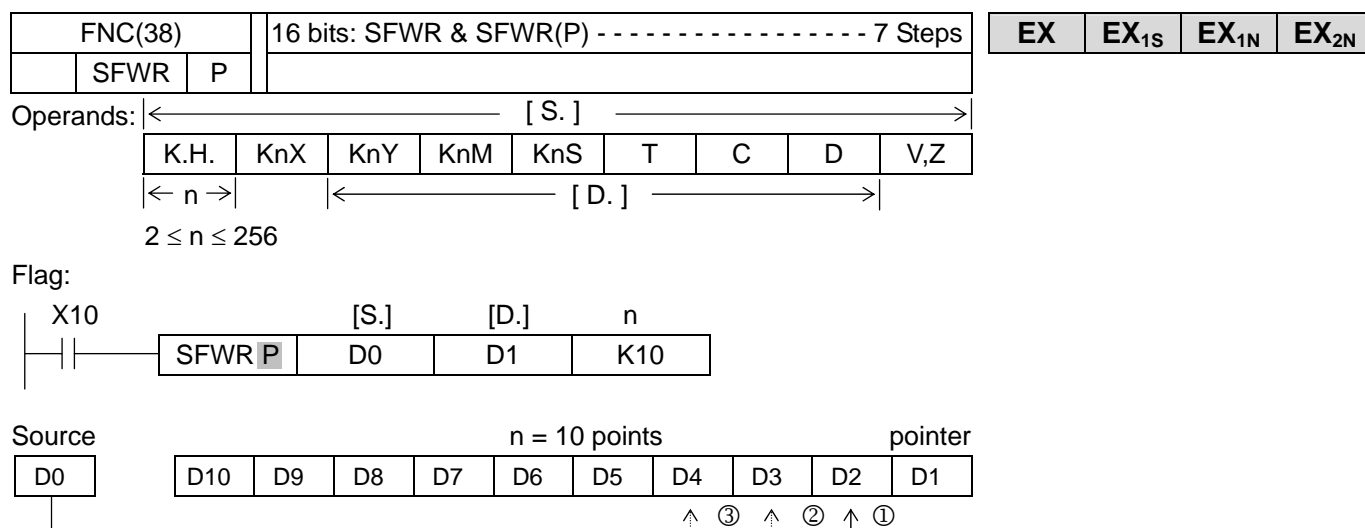 FNC(38) 16 bits: SFWR & SFWR(P) - - - - - - - - - - - - - - - - - 7 Steps EX EX1S EX1N EX2N
SFWR P
Operands: [ S. ]
K.H. KnX KnY KnM KnS T C D V,Z
n [ D. ]
2 ≤ n ≤ 256
Flag:
X10 [S.] [D.] n
SFWR P D0 D1 K10
Source n = 10 points pointer
D0 D10 D9 D8 D7 D6 D5 D4 D3 D2 D1
③ ② ①